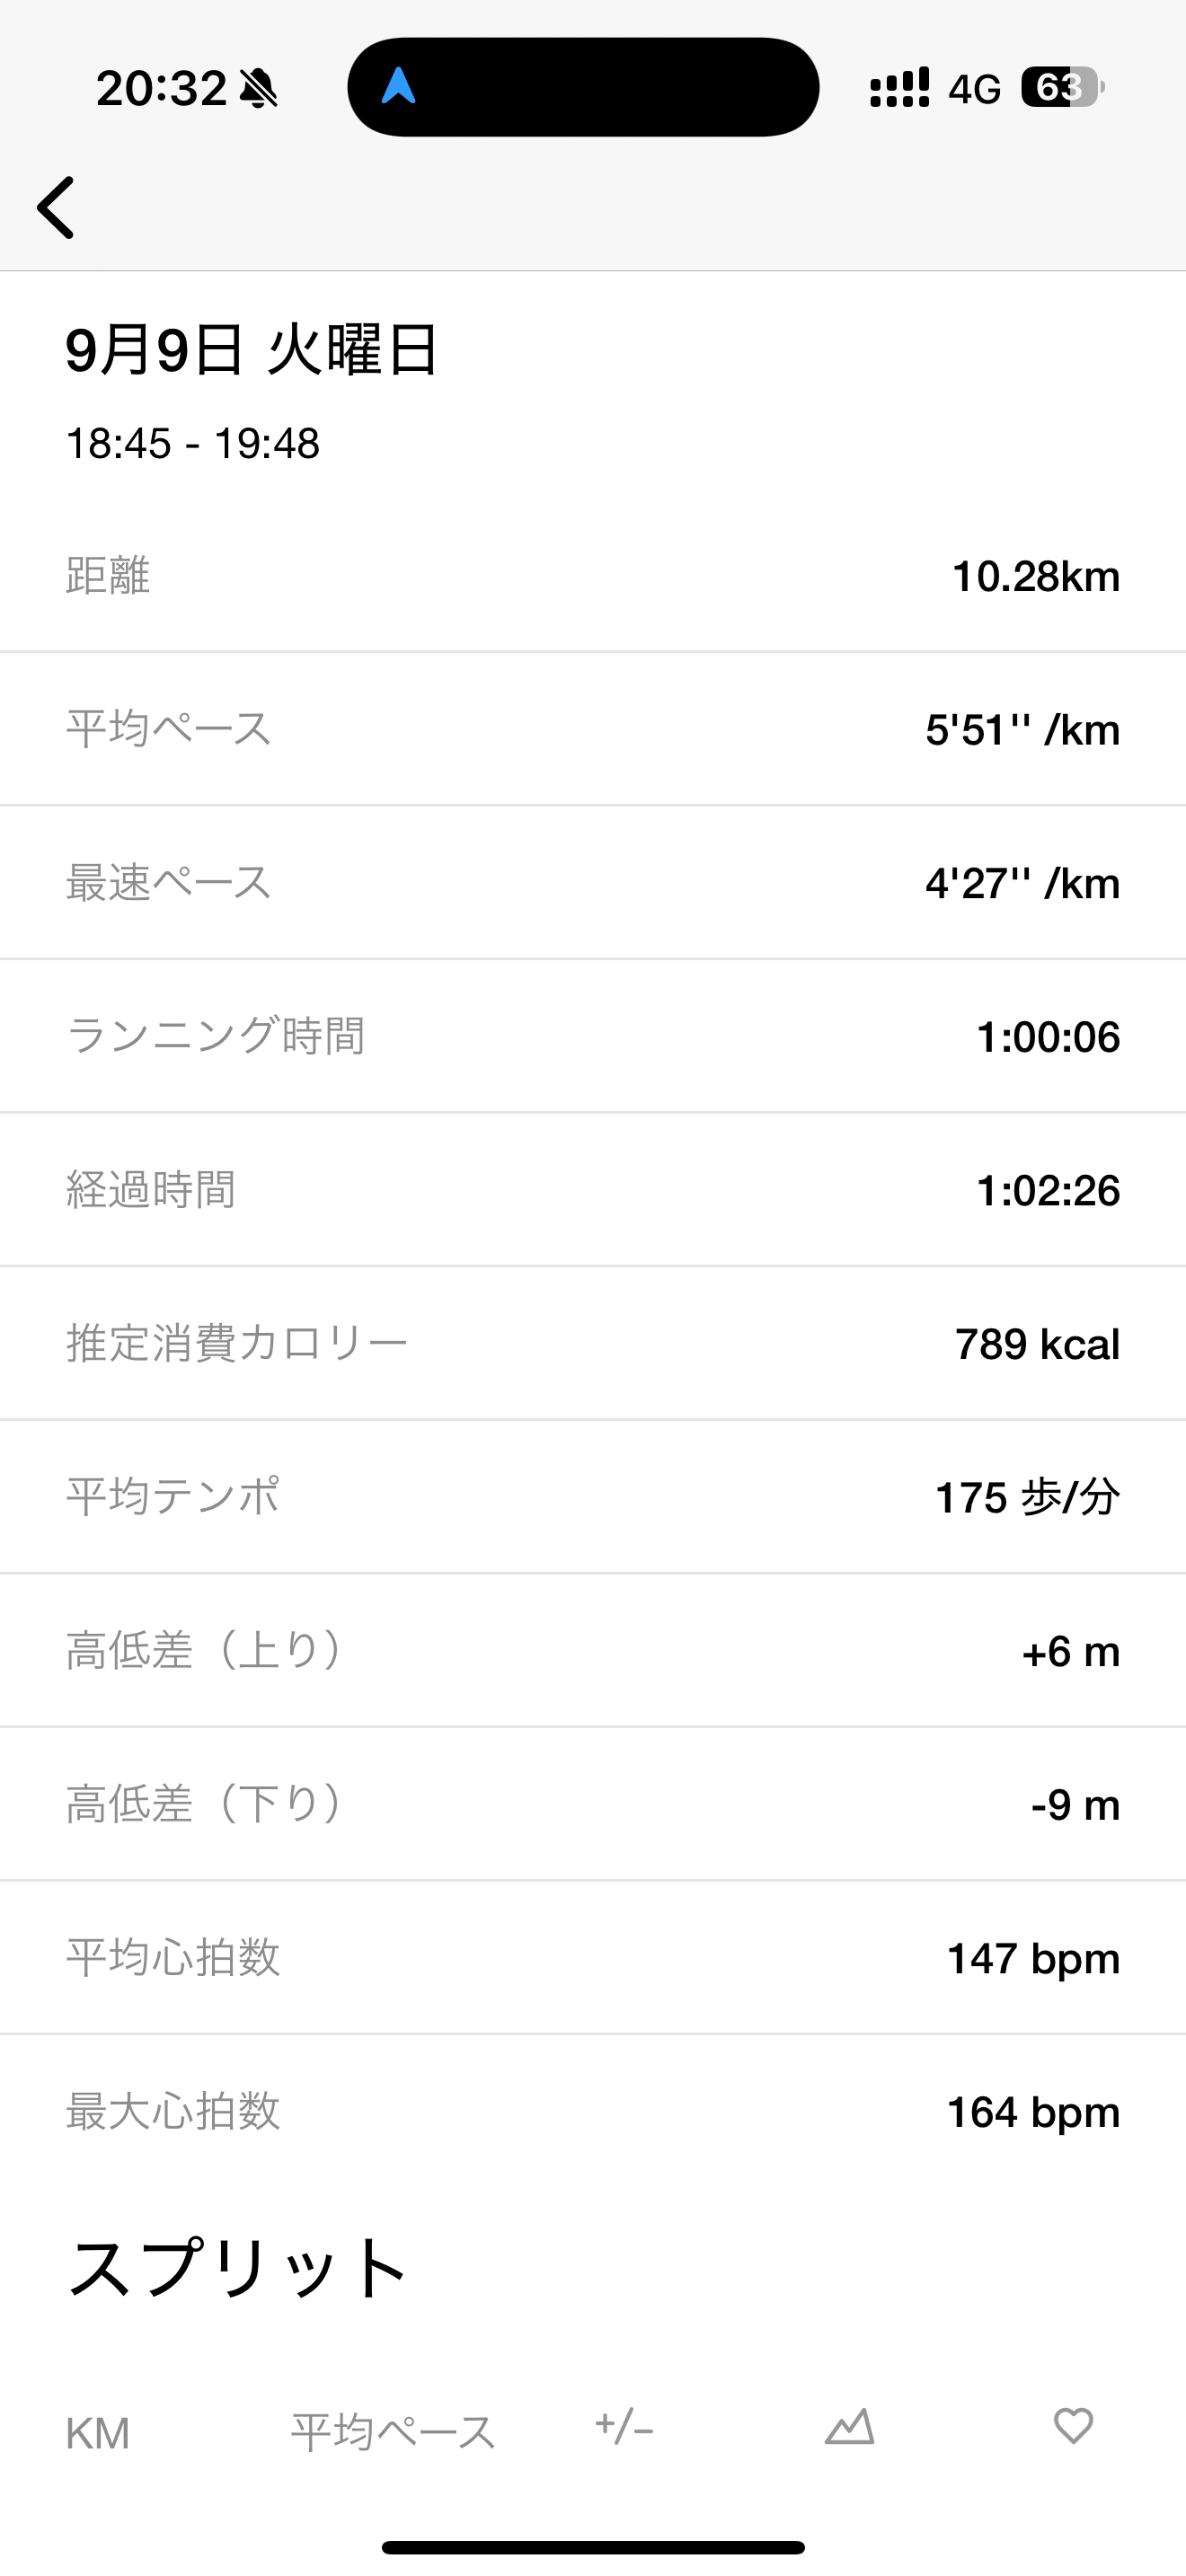 20:32
4G
63
9月9日 火曜日
18:45 - 19:48
距離 10.28km
平均ペース 5'51'' /km
最速ペース 4'27'' /km
ランニング時間 1:00:06
経過時間 1:02:26
推定消費カロリー 789 kcal
平均テンポ 175 歩/分
高低差（上り） +6 m
高低差（下り） -9 m
平均心拍数 147 bpm
最大心拍数 164 bpm
スプリット
KM 平均ペース +/-